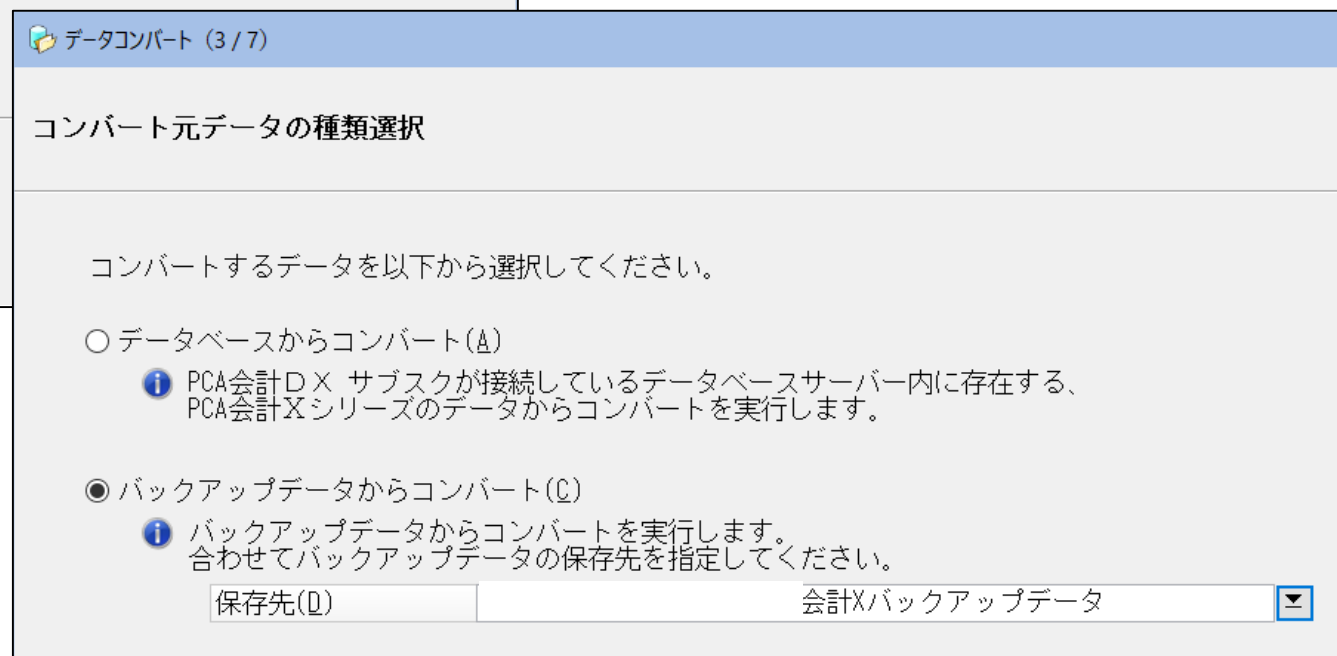 データコンバート（3 / 7）
コンバート元データの種類選択
コンバートするデータを以下から選択してください。
データベースからコンバート(A)
PCA会計ＤＸ サブスクが接続しているデータベースサーバー内に存在する、
PCA会計Ｘシリーズのデータからコンバートを実行します。
バックアップデータからコンバート(C)
バックアップデータからコンバートを実行します。
合わせてバックアップデータの保存先を指定してください。
保存先(D) 会計Xバックアップデータ